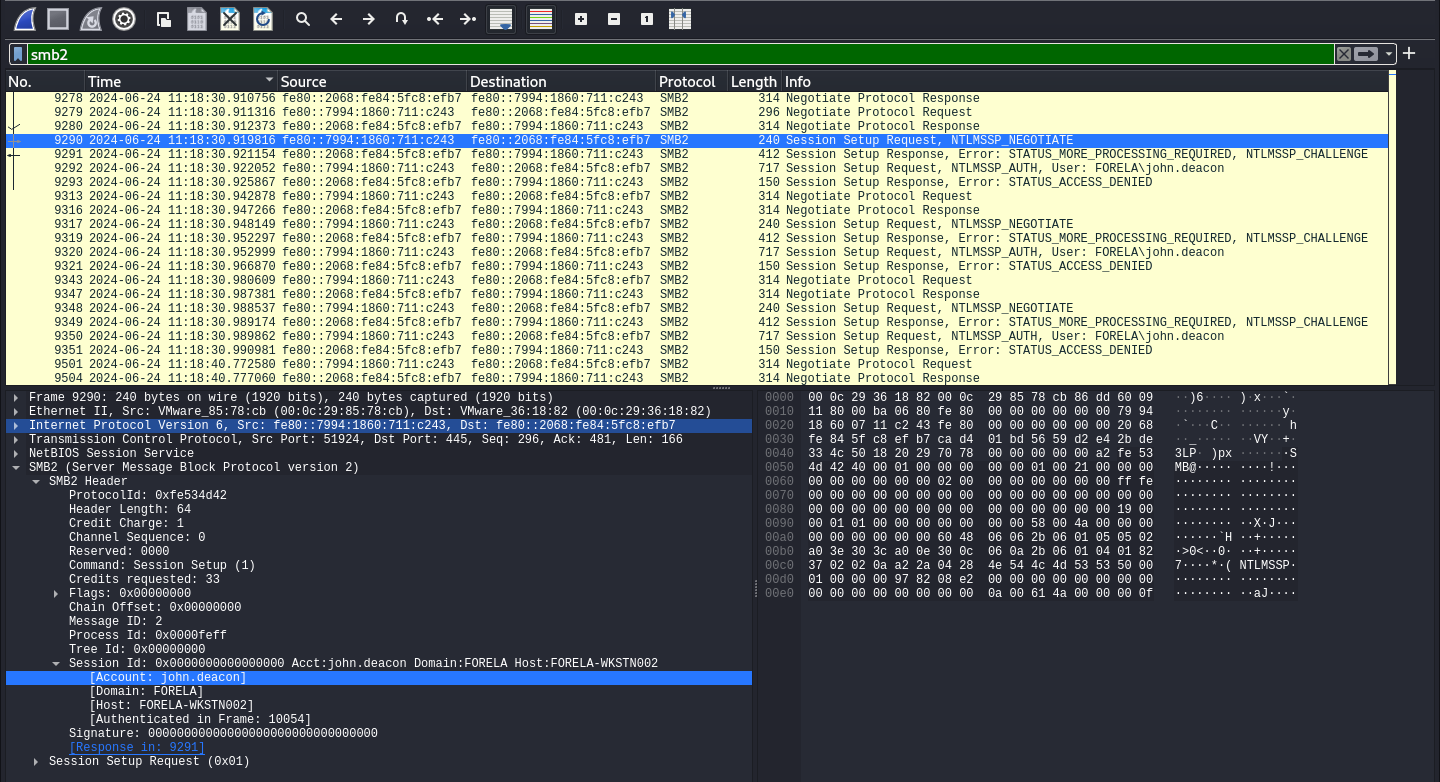 smb2
No. Time Source Destination Protocol Length Info
9278 2024-06-24 11:18:30.910756 fe80::2068:fe84:5fc8:efb7 fe80::7994:1860:711:c243 SMB2 314 Negotiate Protocol Response
9279 2024-06-24 11:18:30.911316 fe80::7994:1860:711:c243 fe80::2068:fe84:5fc8:efb7 SMB2 296 Negotiate Protocol Request
9280 2024-06-24 11:18:30.912373 fe80::2068:fe84:5fc8:efb7 fe80::7994:1860:711:c243 SMB2 314 Negotiate Protocol Response
9290 2024-06-24 11:18:30.919816 fe80::7994:1860:711:c243 fe80::2068:fe84:5fc8:efb7 SMB2 240 Session Setup Request, NTLMSSP_NEGOTIATE
9291 2024-06-24 11:18:30.921154 fe80::2068:fe84:5fc8:efb7 fe80::7994:1860:711:c243 SMB2 412 Session Setup Response, Error: STATUS_MORE_PROCESSING_REQUIRED, NTLMSSP_CHALLENGE
9292 2024-06-24 11:18:30.922052 fe80::7994:1860:711:c243 fe80::2068:fe84:5fc8:efb7 SMB2 717 Session Setup Request, NTLMSSP_AUTH, User: FORELA\john.deacon
9293 2024-06-24 11:18:30.925867 fe80::2068:fe84:5fc8:efb7 fe80::7994:1860:711:c243 SMB2 150 Session Setup Response, Error: STATUS_ACCESS_DENIED
9313 2024-06-24 11:18:30.942878 fe80::7994:1860:711:c243 fe80::2068:fe84:5fc8:efb7 SMB2 314 Negotiate Protocol Request
9316 2024-06-24 11:18:30.947266 fe80::2068:fe84:5fc8:efb7 fe80::7994:1860:711:c243 SMB2 314 Negotiate Protocol Response
9317 2024-06-24 11:18:30.948149 fe80::7994:1860:711:c243 fe80::2068:fe84:5fc8:efb7 SMB2 240 Session Setup Request, NTLMSSP_NEGOTIATE
9319 2024-06-24 11:18:30.952297 fe80::2068:fe84:5fc8:efb7 fe80::7994:1860:711:c243 SMB2 412 Session Setup Response, Error: STATUS_MORE_PROCESSING_REQUIRED, NTLMSSP_CHALLENGE
9320 2024-06-24 11:18:30.952999 fe80::7994:1860:711:c243 fe80::2068:fe84:5fc8:efb7 SMB2 717 Session Setup Request, NTLMSSP_AUTH, User: FORELA\john.deacon
9321 2024-06-24 11:18:30.966870 fe80::2068:fe84:5fc8:efb7 fe80::7994:1860:711:c243 SMB2 150 Session Setup Response, Error: STATUS_ACCESS_DENIED
9343 2024-06-24 11:18:30.980609 fe80::7994:1860:711:c243 fe80::2068:fe84:5fc8:efb7 SMB2 314 Negotiate Protocol Request
9347 2024-06-24 11:18:30.987381 fe80::2068:fe84:5fc8:efb7 fe80::7994:1860:711:c243 SMB2 314 Negotiate Protocol Response
9348 2024-06-24 11:18:30.988537 fe80::7994:1860:711:c243 fe80::2068:fe84:5fc8:efb7 SMB2 240 Session Setup Request, NTLMSSP_NEGOTIATE
9349 2024-06-24 11:18:30.989174 fe80::2068:fe84:5fc8:efb7 fe80::7994:1860:711:c243 SMB2 412 Session Setup Response, Error: STATUS_MORE_PROCESSING_REQUIRED, NTLMSSP_CHALLENGE
9350 2024-06-24 11:18:30.989862 fe80::7994:1860:711:c243 fe80::2068:fe84:5fc8:efb7 SMB2 717 Session Setup Request, NTLMSSP_AUTH, User: FORELA\john.deacon
9351 2024-06-24 11:18:30.990981 fe80::2068:fe84:5fc8:efb7 fe80::7994:1860:711:c243 SMB2 150 Session Setup Response, Error: STATUS_ACCESS_DENIED
9501 2024-06-24 11:18:40.772580 fe80::7994:1860:711:c243 fe80::2068:fe84:5fc8:efb7 SMB2 314 Negotiate Protocol Request
9504 2024-06-24 11:18:40.777060 fe80::2068:fe84:5fc8:efb7 fe80::7994:1860:711:c243 SMB2 314 Negotiate Protocol Response
Frame 9290: 240 bytes on wire (1920 bits), 240 bytes captured (1920 bits)
Ethernet II, Src: VMware_85:78:cb (00:0c:29:85:78:cb), Dst: VMware_36:18:82 (00:0c:29:36:18:82)
Internet Protocol Version 6, Src: fe80::7994:1860:711:c243, Dst: fe80::2068:fe84:5fc8:efb7
Transmission Control Protocol, Src Port: 51924, Dst Port: 445, Seq: 296, Ack: 481, Len: 166
NetBIOS Session Service
SMB2 (Server Message Block Protocol version 2)
SMB2 Header
ProtocolId: 0xfe534d42
Header Length: 64
Credit Charge: 1
Channel Sequence: 0
Reserved: 0000
Command: Session Setup (1)
Credits requested: 33
Flags: 0x00000000
Chain Offset: 0x00000000
Message ID: 2
Process Id: 0x0000feff
Tree Id: 0x00000000
Session Id: 0x0000000000000000 Acct:john.deacon Domain:FORELA Host:FORELA-WKSTN002
[Account: john.deacon]
[Domain: FORELA]
[Host: FORELA-WKSTN002]
[Authenticated in Frame: 10054]
Signature: 00000000000000000000000000000000
[Response in: 9291]
Session Setup Request (0x01)
0000 00 0c 29 36 18 82 00 0c 29 85 78 cb 86 dd 60 09 ··)6···· )·x···`·
0010 11 80 00 ba 06 80 fe 80 00 00 00 00 00 00 79 94 ········ ······y·
0020 18 60 07 11 c2 43 fe 80 00 00 00 00 00 00 20 68 ·`···C·· ······ h
0030 fe 84 5f c8 ef b7 ca d4 01 bd 56 59 d2 e4 2b de ··_····· ··VY··+·
0040 33 4c 50 18 20 29 70 78 00 00 00 00 00 a2 fe 53 3LP· )px ·······S
0050 4d 42 40 00 01 00 00 00 00 00 01 00 21 00 00 00 MB@····· ····!···
0060 00 00 00 00 00 00 02 00 00 00 00 00 00 00 ff fe ········ ········
0070 00 00 00 00 00 00 00 00 00 00 00 00 00 00 00 00 ········ ········
0080 00 00 00 00 00 00 00 00 00 00 00 00 00 00 19 00 ········ ········
0090 00 01 01 00 00 00 00 00 00 00 58 00 4a 00 00 00 ········ ··X·J···
00a0 00 00 00 00 00 00 60 48 06 06 2b 06 01 05 05 02 ······`H ··+·····
00b0 a0 3e 30 3c a0 0e 30 0c 06 0a 2b 06 01 04 01 82 ·>0<··0· ··+·····
00c0 37 02 02 0a a2 2a 04 28 4e 54 4c 4d 53 53 50 00 7····*·( NTLMSSP·
00d0 01 00 00 00 97 82 08 e2 00 00 00 00 00 00 00 00 ········ ········
00e0 00 00 00 00 00 00 00 00 0a 00 61 4a 00 00 00 0f ········ ··aJ····